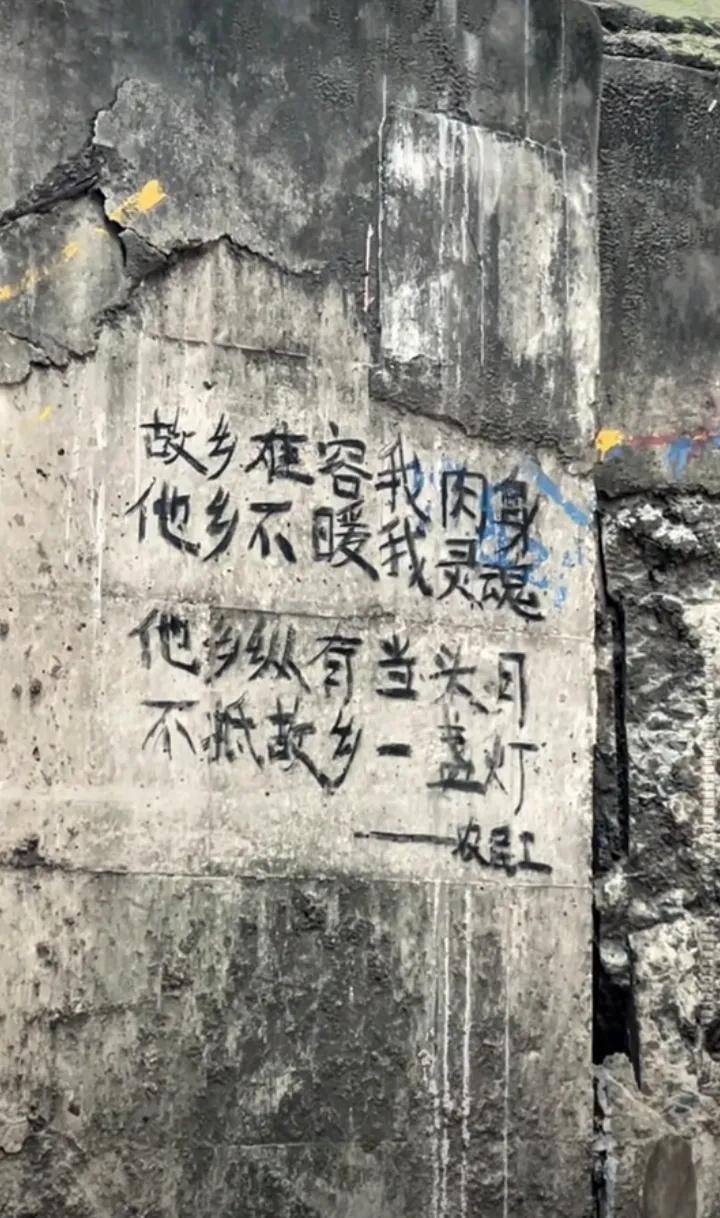 故乡难容我肉身
他乡不暖我灵魂
他乡纵有当头月
不抵故乡一盏灯
——农民工